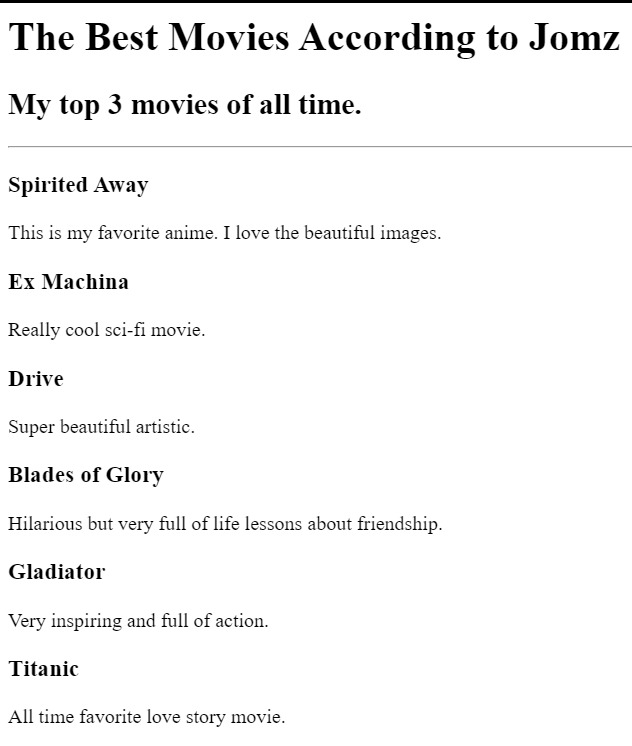 The Best Movies According to Jomz
My top 3 movies of all time.
Spirited Away
This is my favorite anime. I love the beautiful images.
Ex Machina
Really cool sci-fi movie.
Drive
Super beautiful artistic.
Blades of Glory
Hilarious but very full of life lessons about friendship.
Gladiator
Very inspiring and full of action.
Titanic
All time favorite love story movie.